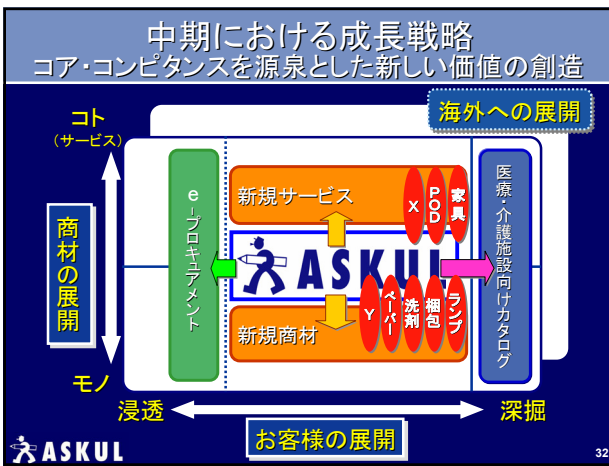 中期における成長戦略
コア・コンピタンスを源泉とした新しい価値の創造
海外への展開
コト
(サービス)
商材の展開
モノ
e-プロキュアメント
新規サービス
X
POD
家具
ASKUL
新規商材
Y
ペーパー
洗剤
梱包
ランプ
医療・介護施設向けカタログ
浸透
深掘
お客様の展開
ASKUL
32